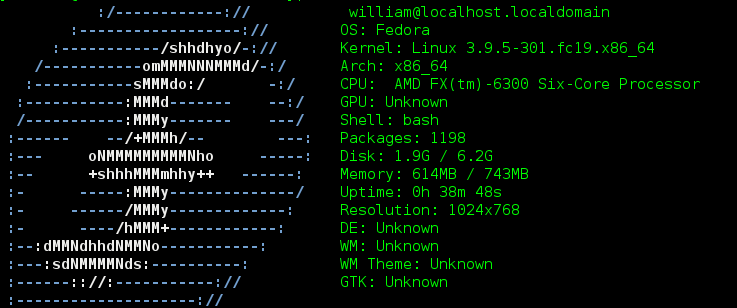 :/------------://                william@localhost.localdomain
:------------------://           OS: Fedora
:-----------/shhdhyo/-://        Kernel: Linux 3.9.5-301.fc19.x86_64
/-----------omMMMNNNMMMd/-:/     Arch: x86_64
:-----------sMMMdo:/       -:/   CPU:  AMD FX(tm)-6300 Six-Core Processor
:------------:MMMd-------    --:/ GPU: Unknown
/------------:MMMy-------    ---/ Shell: bash
:------    --/+MMMh/--        ---: Packages: 1198
:---     oNMMMMMMMMMNho     -----: Disk: 1.9G / 6.2G
:--      +shhhMMMmhhy++   ------: Memory: 614MB / 743MB
:-      -----:MMMy--------------/ Uptime: 0h 38m 48s
:-     ------/MMMy-------------: Resolution: 1024x768
:-      ----/hMMM+------------: DE: Unknown
:--:dMMNdhhdNMMNo-----------: WM: Unknown
:---:sdNMMMMNds:----------: WM Theme: Unknown
:------:://:-----------:// GTK: Unknown
:--------------------://